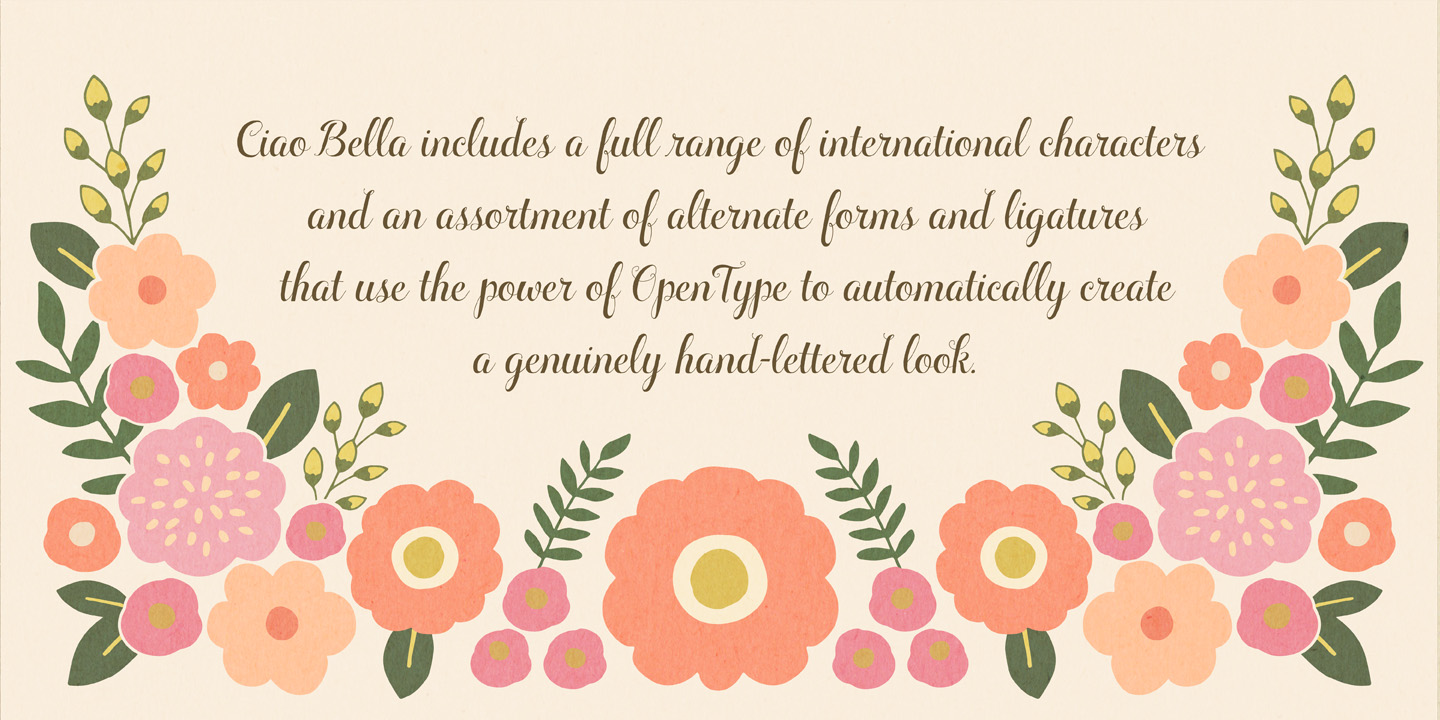 Ciao Bella includes a full range of international characters
and an assortment of alternate forms and ligatures
that use the power of OpenType to automatically create
a genuinely hand-lettered look.